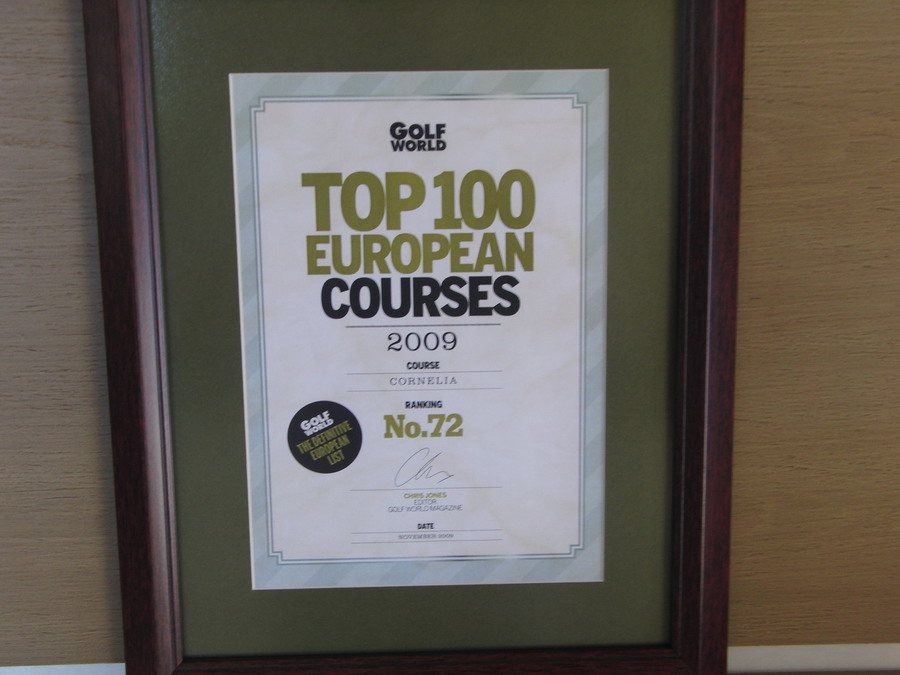 GOLF
WORLD
TOP 100
EUROPEAN
COURSES
2009
COURSE
CORNELIA
RANKING
No.72
GOLF
WORLD
THE DEFINITIVE
EUROPEAN
LIST
CHRIS JONES
EDITOR
GOLF WORLD MAGAZINE
DATE
NOVEMBER 2009